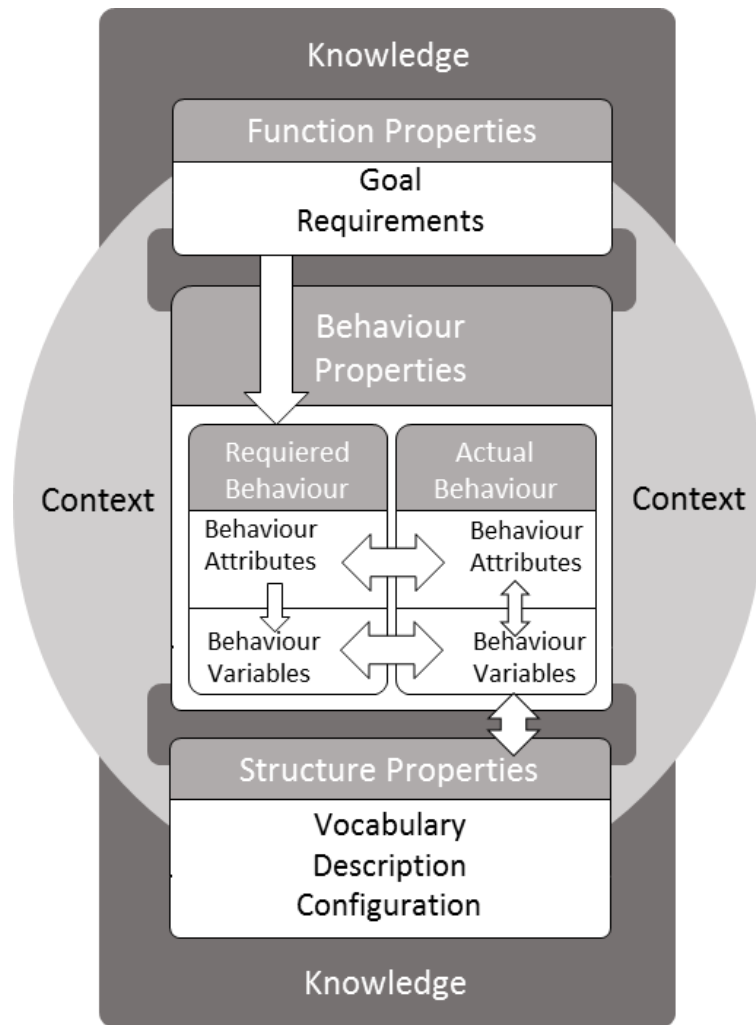 Knowledge
Function Properties
Goal
Requirements
Behaviour
Properties
Requiered
Behaviour
Actual
Behaviour
Context
Context
Behaviour
Attributes
Behaviour
Attributes
Behaviour
Variables
Behaviour
Variables
Structure Properties
Vocabulary
Description
Configuration
Knowledge